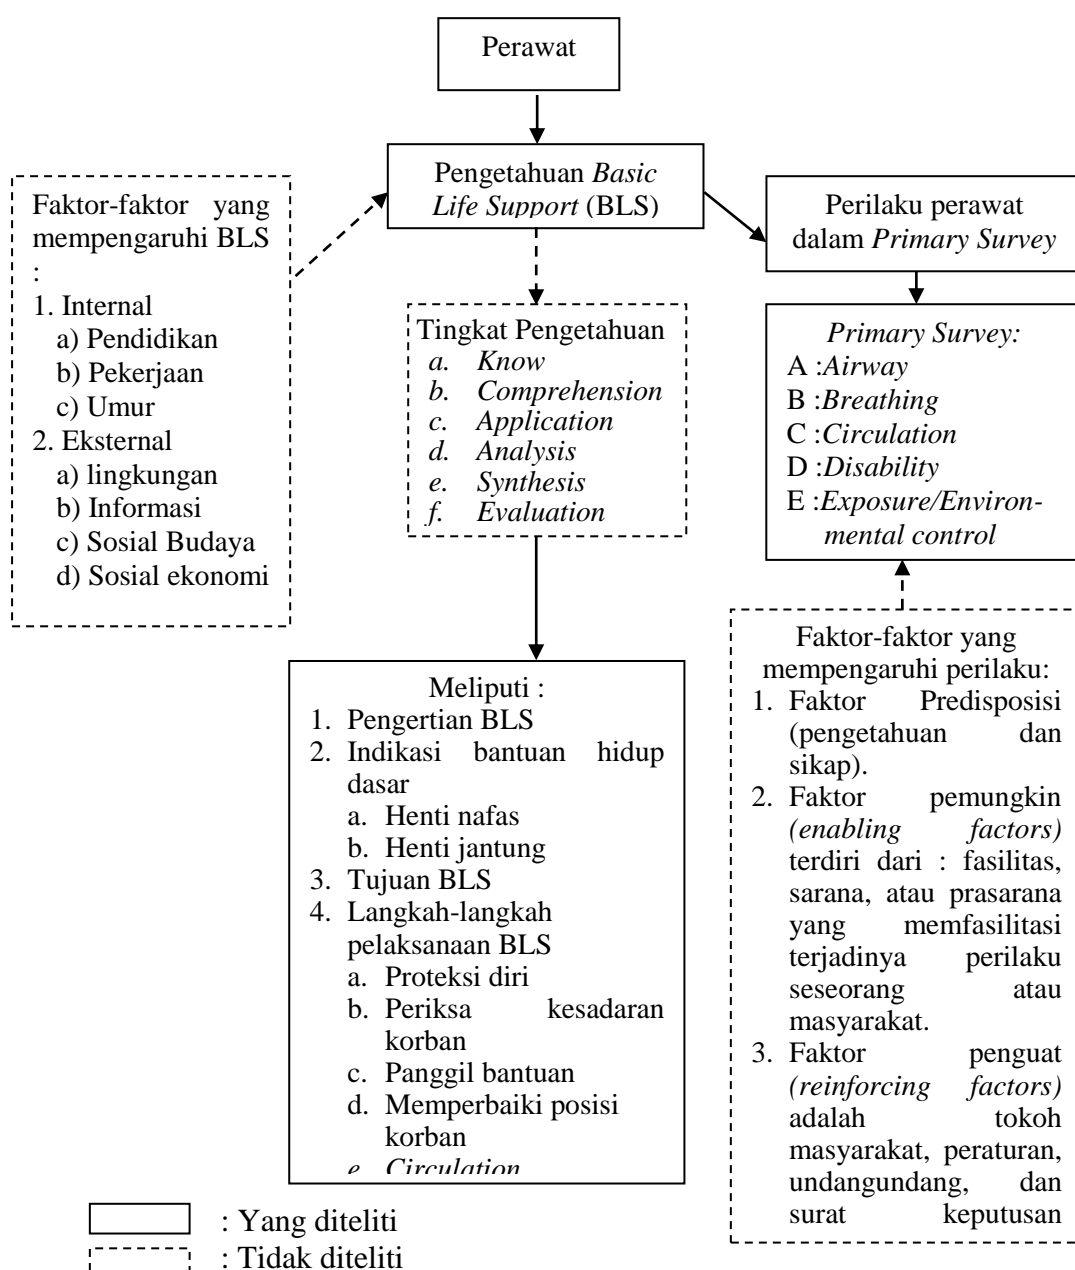 Perawat
Pengetahuan Basic
Life Support (BLS)
Faktor-faktor yang
mempengaruhi BLS
:
1. Internal
a) Pendidikan
b) Pekerjaan
c) Umur
2. Eksternal
a) lingkungan
b) Informasi
c) Sosial Budaya
d) Sosial ekonomi
Perilaku perawat
dalam Primary Survey
Tingkat Pengetahuan
a. Know
b. Comprehension
c. Application
d. Analysis
e. Synthesis
f. Evaluation
Primary Survey:
A :Airway
B :Breathing
C :Circulation
D :Disability
E :Exposure/Environ-
mental control
Meliputi :
1. Pengertian BLS
2. Indikasi bantuan hidup
dasar
a. Henti nafas
b. Henti jantung
3. Tujuan BLS
4. Langkah-langkah
pelaksanaan BLS
a. Proteksi diri
b. Periksa kesadaran
korban
c. Panggil bantuan
d. Memperbaiki posisi
korban
e. Circulation
Faktor-faktor yang
mempengaruhi perilaku:
1. Faktor Predisposisi
(pengetahuan dan
sikap).
2. Faktor pemungkin
(enabling factors)
terdiri dari : fasilitas,
sarana, atau prasarana
yang memfasilitasi
terjadinya perilaku
seseorang atau
masyarakat.
3. Faktor penguat
(reinforcing factors)
adalah tokoh
masyarakat, peraturan,
undangundang, dan
surat keputusan
: Yang diteliti
: Tidak diteliti